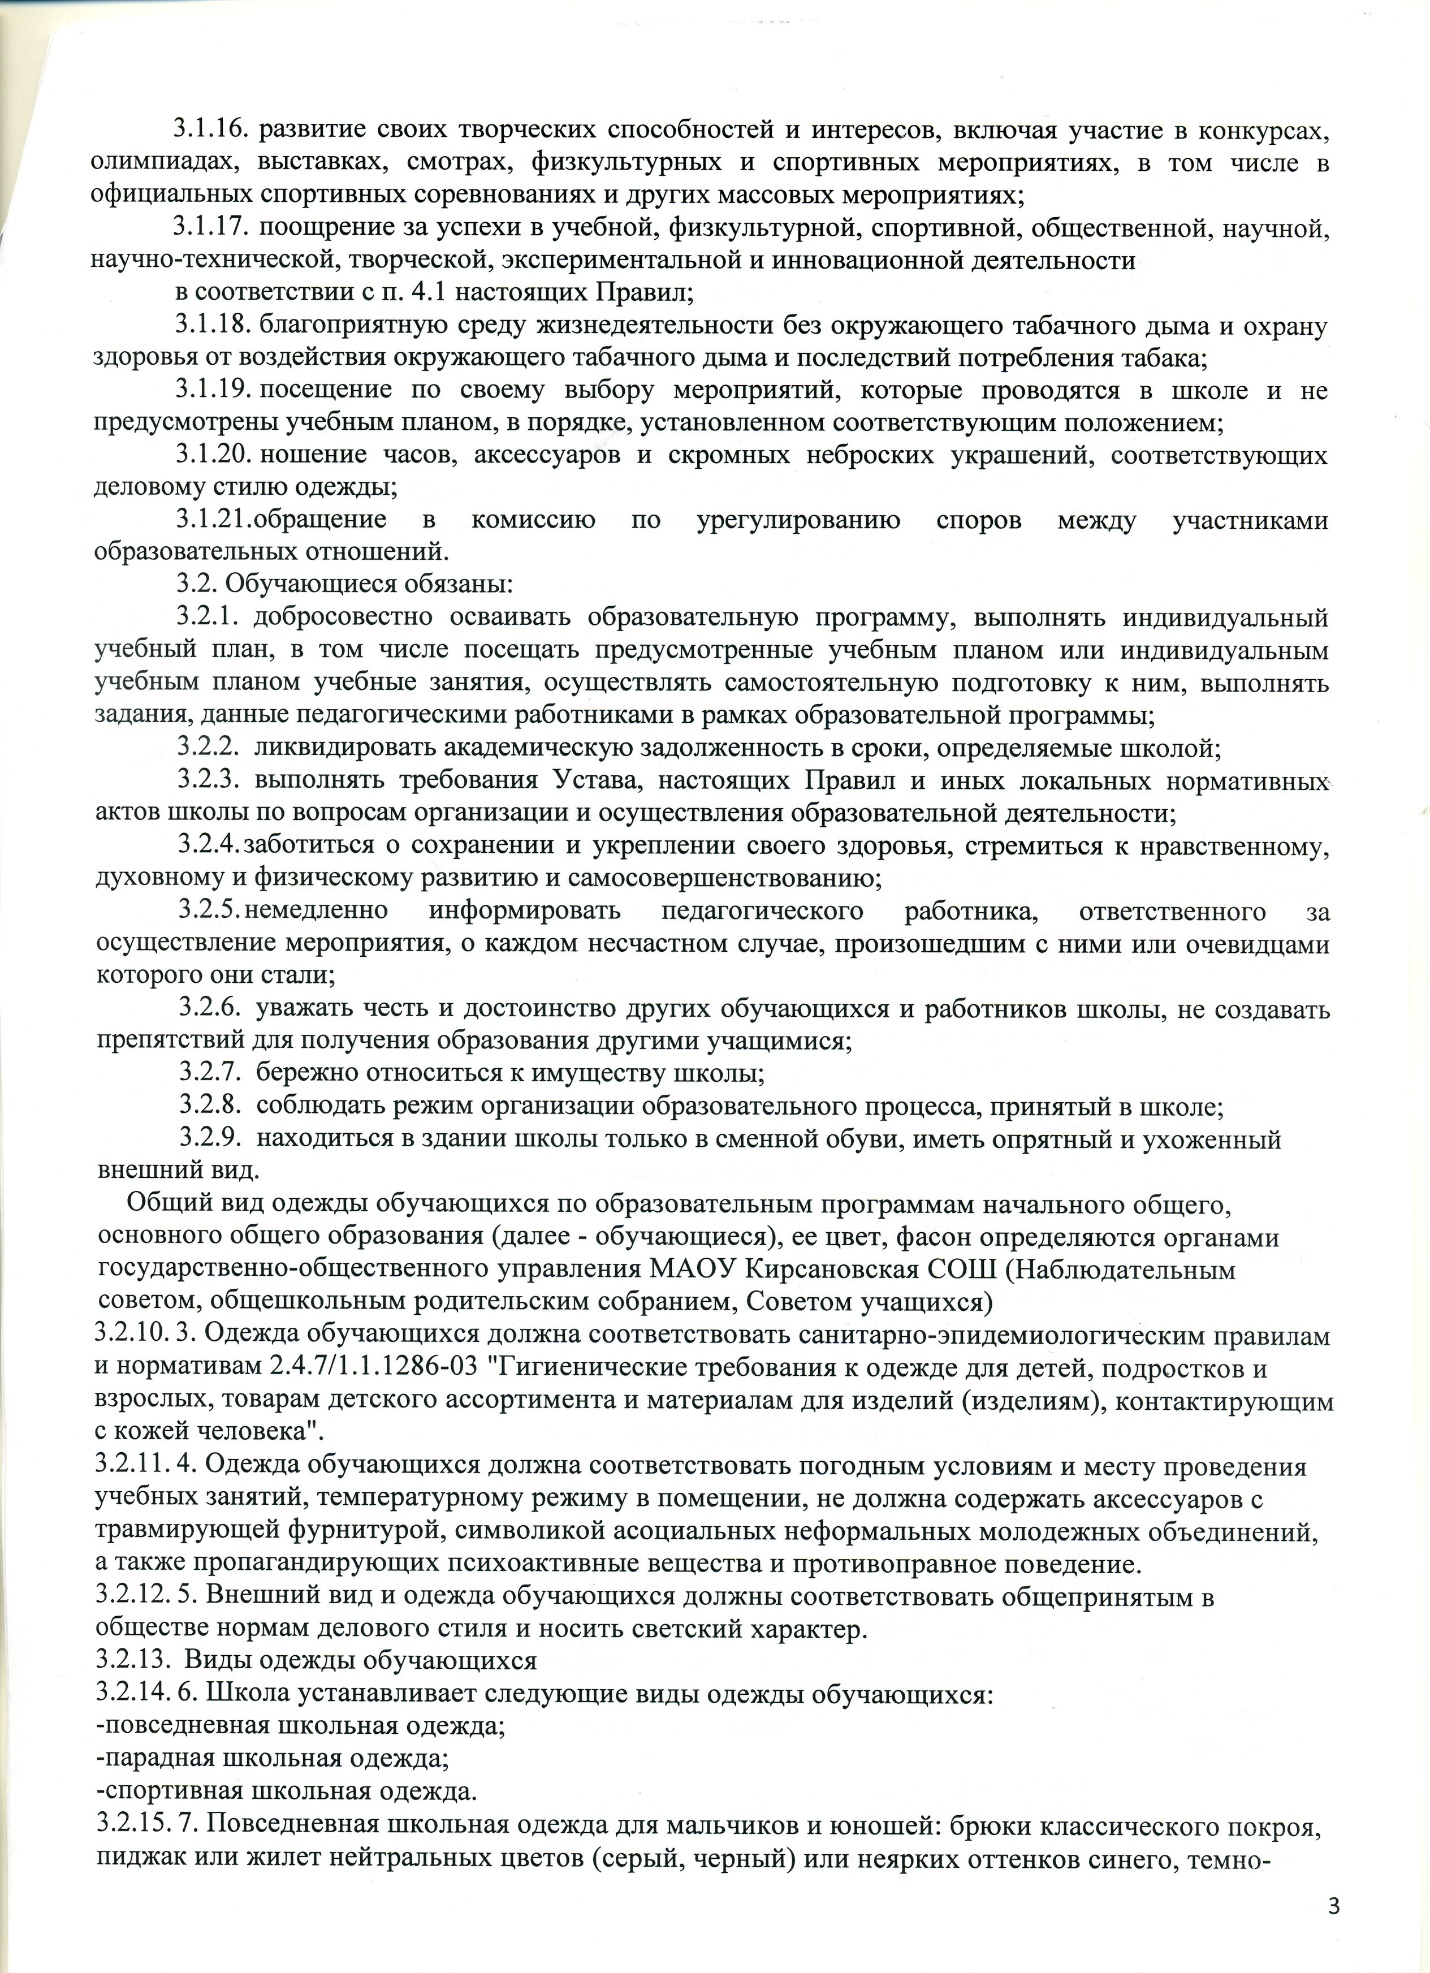 3.1.16. развитие своих творческих способностей и интересов, включая участие в конкурсах,
олимпиадах, выставках, смотрах, физкультурных и спортивных мероприятиях, в том числе в
официальных спортивных соревнованиях и других массовых мероприятиях;
3.1.17. поощрение за успехи в учебной, физкультурной, спортивной, общественной, научной,
научно-технической, творческой, экспериментальной и инновационной деятельности
в соответствии с п. 4.1 настоящих Правил;
3.1.18. благоприятную среду жизнедеятельности без окружающего табачного дыма и охрану
здоровья от воздействия окружающего табачного дыма и последствий потребления табака;
3.1.19. посещение по своему выбору мероприятий, которые проводятся в школе и не
предусмотрены учебным планом, в порядке, установленном соответствующим положением;
3.1.20. ношение часов, аксессуаров и скромных неброских украшений, соответствующих
деловому стилю одежды;
3.1.21.обращение в комиссию по урегулированию споров между участниками
образовательных отношений.
3.2. Обучающиеся обязаны:
3.2.1. добросовестно осваивать образовательную программу, выполнять индивидуальный
учебный план, в том числе посещать предусмотренные учебным планом или индивидуальным
учебным планом учебные занятия, осуществлять самостоятельную подготовку к ним, выполнять
задания, данные педагогическими работниками в рамках образовательной программы;
3.2.2. ликвидировать академическую задолженность в сроки, определяемые школой;
3.2.3. выполнять требования Устава, настоящих Правил и иных локальных нормативных
актов школы по вопросам организации и осуществления образовательной деятельности;
3.2.4.заботиться о сохранении и укреплении своего здоровья, стремиться к нравственному,
духовному и физическому развитию и самосовершенствованию;
3.2.5.немедленно информировать педагогического работника, ответственного за
осуществление мероприятия, о каждом несчастном случае, произошедшим с ними или очевидцами
которого они стали;
3.2.6. уважать честь и достоинство других обучающихся и работников школы, не создавать
препятствий для получения образования другими учащимися;
3.2.7. бережно относиться к имуществу школы;
3.2.8. соблюдать режим организации образовательного процесса, принятый в школе;
3.2.9. находиться в здании школы только в сменной обуви, иметь опрятный и ухоженный
внешний вид.
Общий вид одежды обучающихся по образовательным программам начального общего,
основного общего образования (далее - обучающиеся), ее цвет, фасон определяются органами
государственно-общественного управления МАОУ Кирсановская СОШ (Наблюдательным
советом, общешкольным родительским собранием, Советом учащихся)
3.2.10. 3. Одежда обучающихся должна соответствовать санитарно-эпидемиологическим правилам
и нормативам 2.4.7/1.1.1286-03 "Гигиенические требования к одежде для детей, подростков и
взрослых, товарам детского ассортимента и материалам для изделий (изделиям), контактирующим
с кожей человека".
3.2.11. 4. Одежда обучающихся должна соответствовать погодным условиям и месту проведения
учебных занятий, температурному режиму в помещении, не должна содержать аксессуаров с
травмирующей фурнитурой, символикой асоциальных неформальных молодежных объединений,
а также пропагандирующих психоактивные вещества и противоправное поведение.
3.2.12. 5. Внешний вид и одежда обучающихся должны соответствовать общепринятым в
обществе нормам делового стиля и носить светский характер.
3.2.13. Виды одежды обучающихся
3.2.14. 6. Школа устанавливает следующие виды одежды обучающихся:
-повседневная школьная одежда;
-парадная школьная одежда;
-спортивная школьная одежда.
3.2.15. 7. Повседневная школьная одежда для мальчиков и юношей: брюки классического покроя,
пиджак или жилет нейтральных цветов (серый, черный) или неярких оттенков синего, темно-
3